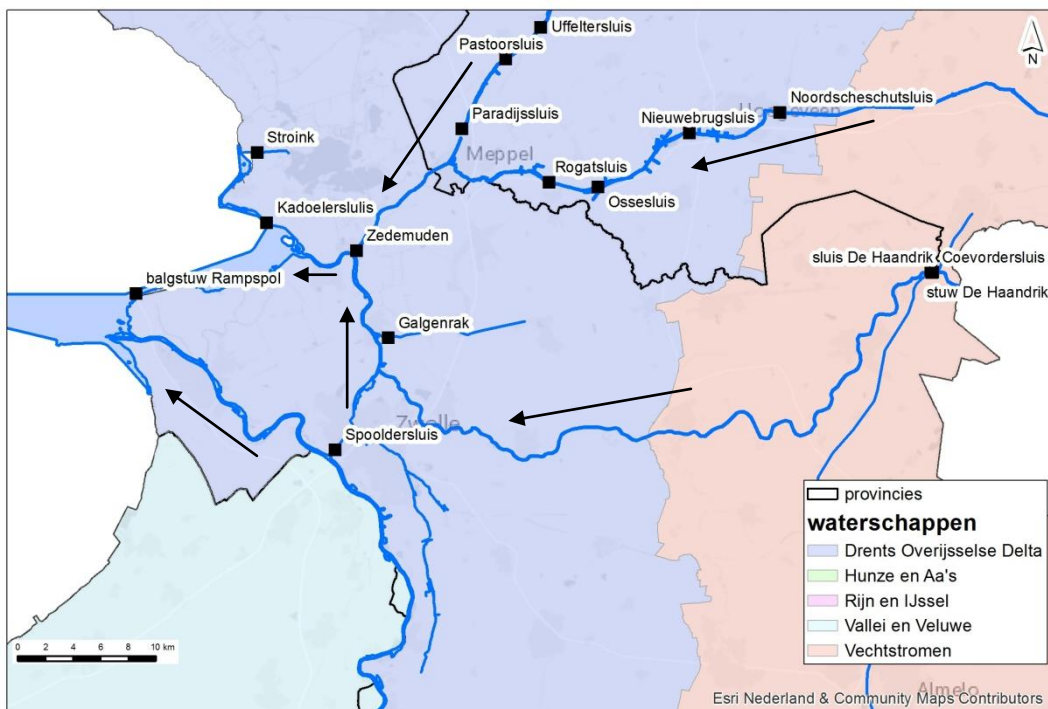 Uffeltersluis
Pastoorsluis
N
Noordscheschutsluis
Paradijssluis
Nieuwebrugsluis
Stroink
Meppel
Rogatsluis
Ossesluis
Kadoelerslulis
Zedemuden
sluis De Haandrik Coevordersluis
balgstuw Rampspol
stuw De Haandrik
Galgenrak
Zwolle
Spooldersluis
provincies
waterschappen
Drents Overijsselse Delta
Hunze en Aa's
Rijn en IJssel
Vallei en Veluwe
Vechtstromen
0 2 4 6 8 10 km
Almelo
Esri Nederland & Community Maps Contributors